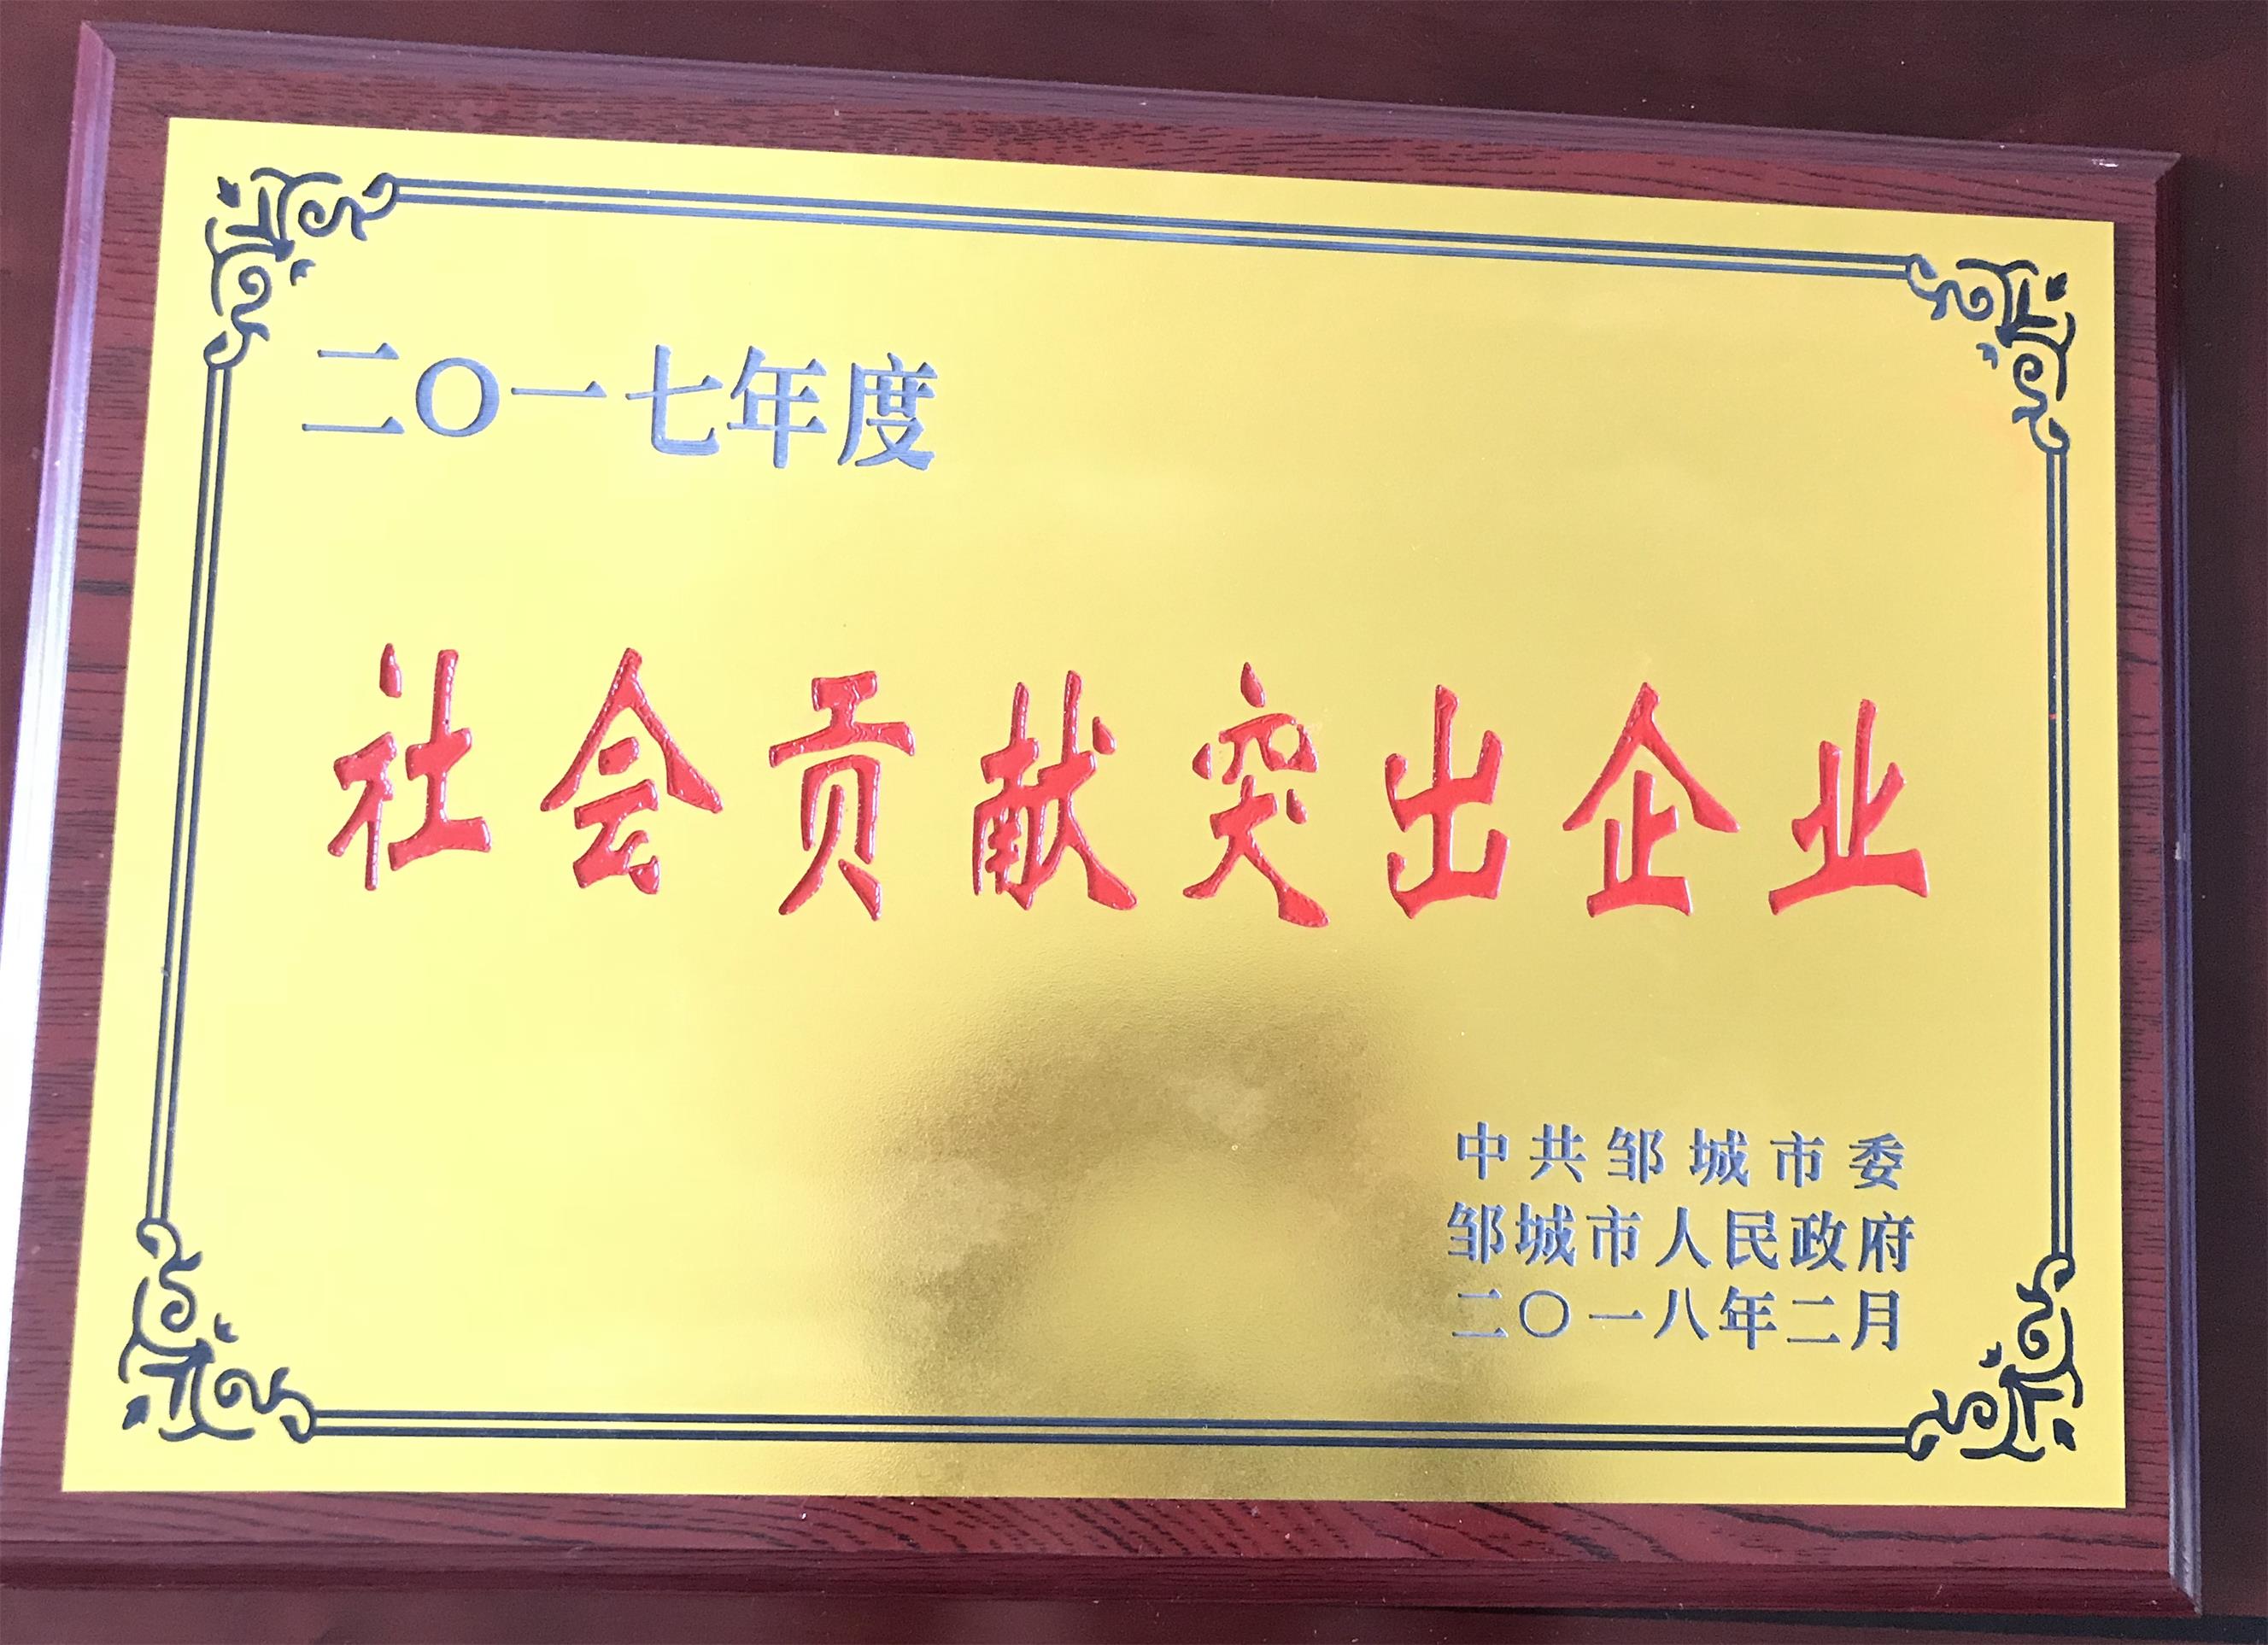 二〇一七年度
社会贡献突出企业
中共邹城市委
邹城市人民政府
二〇一八年二月